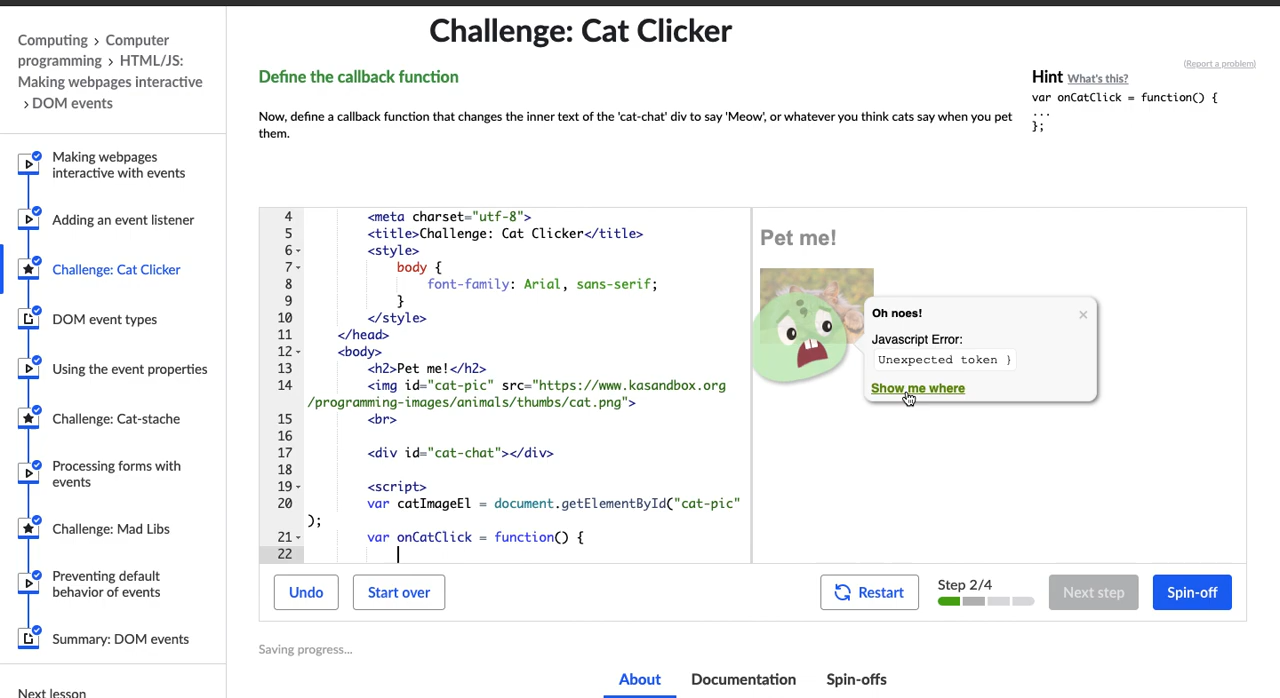 Challenge: Cat Clicker
Computing › Computer
programming › HTML/JS:
Making webpages interactive
› DOM events
Making webpages
interactive with events
Adding an event listener
Challenge: Cat Clicker
DOM event types
Using the event properties
Challenge: Cat-stache
Processing forms with
events
Challenge: Mad Libs
Preventing default
behavior of events
Summary: DOM events
Next lesson
Define the callback function
Now, define a callback function that changes the inner text of the 'cat-chat' div to say 'Meow', or whatever you think cats say when you pet
them.
(Report a problem)
Hint What's this?
var onCatClick = function() {
...
};
4 <meta charset="utf-8">
5 <title>Challenge: Cat Clicker</title>
6 <style>
7 body {
8 font-family: Arial, sans-serif;
9 }
10 </style>
11 </head>
12 <body>
13 <h2>Pet me!</h2>
14 <img id="cat-pic" src="https://www.kasandbox.org
/programming-images/animals/thumbs/cat.png">
15 <br>
16
17 <div id="cat-chat"></div>
18
19 <script>
20 var catImageEl = document.getElementById("cat-pic"
);
21 var onCatClick = function() {
22
Pet me!
Oh noes!
×
Javascript Error:
Unexpected token }
Show me where
Undo
Start over
Restart
Step 2/4
Next step
Spin-off
Saving progress...
About
Documentation
Spin-offs